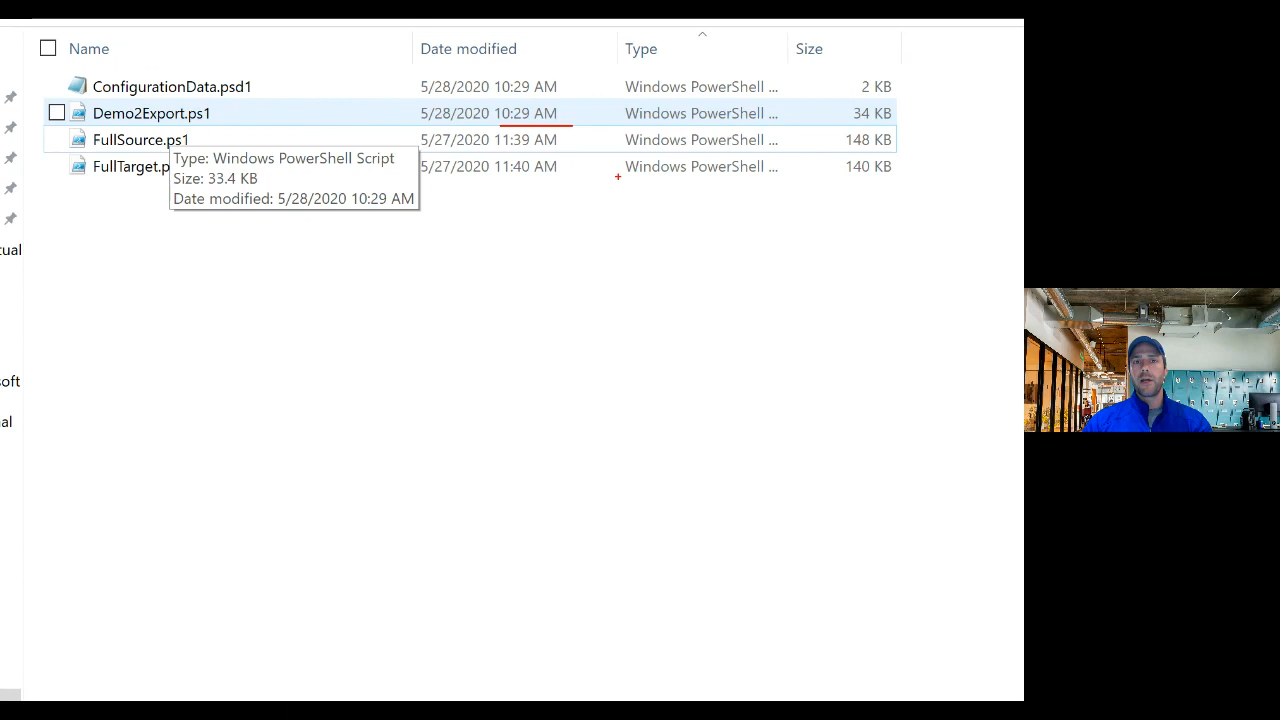 Name Date modified Type Size
ConfigurationData.psd1 5/28/2020 10:29 AM Windows PowerShell ... 2 KB
Demo2Export.ps1 5/28/2020 10:29 AM Windows PowerShell ... 34 KB
FullSource.ps1 5/27/2020 11:39 AM Windows PowerShell ... 148 KB
FullTarget.p 5/27/2020 11:40 AM Windows PowerShell ... 140 KB
Type: Windows PowerShell Script
Size: 33.4 KB
Date modified: 5/28/2020 10:29 AM
tual
soft
al